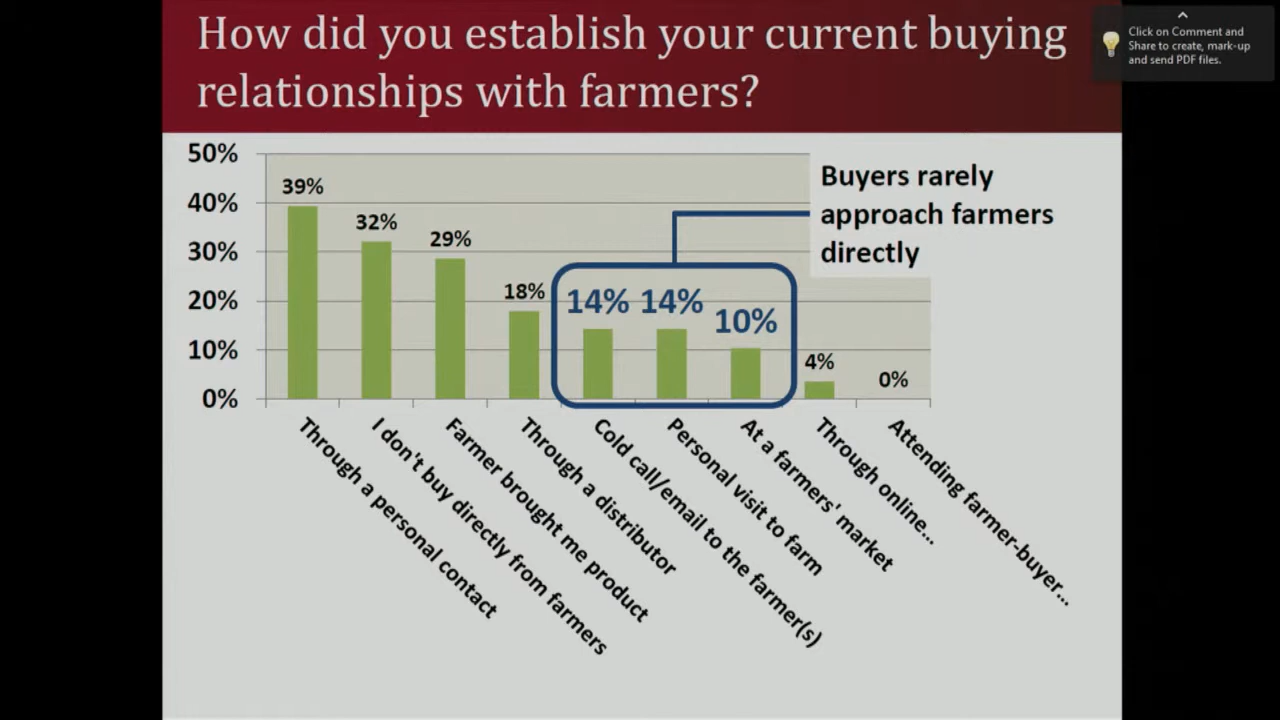 How did you establish your current buying
relationships with farmers?
Click on Comment and
Share to create, mark-up
and send PDF files.
50%
40%
30%
20%
10%
0%
39%
32%
29%
18%
14%
14%
10%
4%
0%
Buyers rarely
approach farmers
directly
Through a personal contact
I don't buy directly from farmers
Farmer brought me product
Through a distributor
Cold call/email to the farmer(s)
Personal visit to farm
At a farmers' market
Through online...
Attending farmer-buyer...